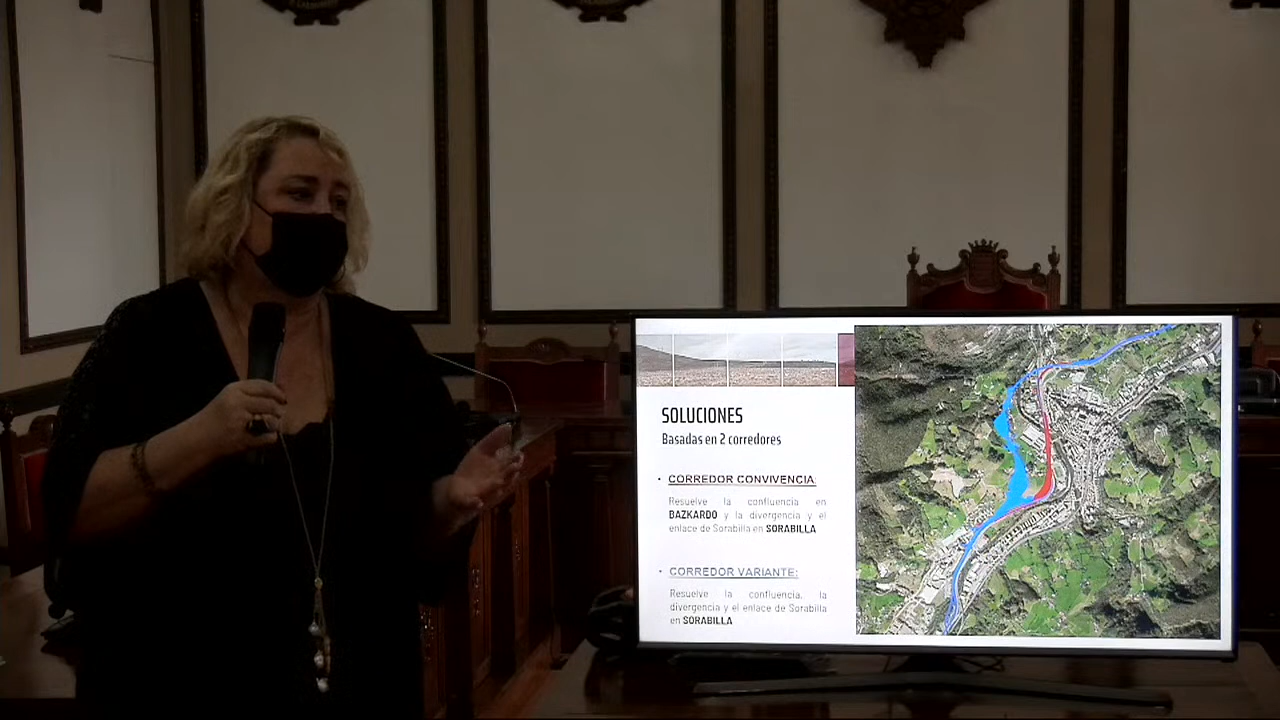 SOLUCIONES
Basadas en 2 corredores
• CORREDOR CONVIVENCIA:
Resuelve la confluencia en
BAZKARDO y la divergencia y el
enlace de Sorabilla en SORABILLA
• CORREDOR VARIANTE:
Resuelve la confluencia, la
divergencia y el enlace de Sorabilla
en SORABILLA